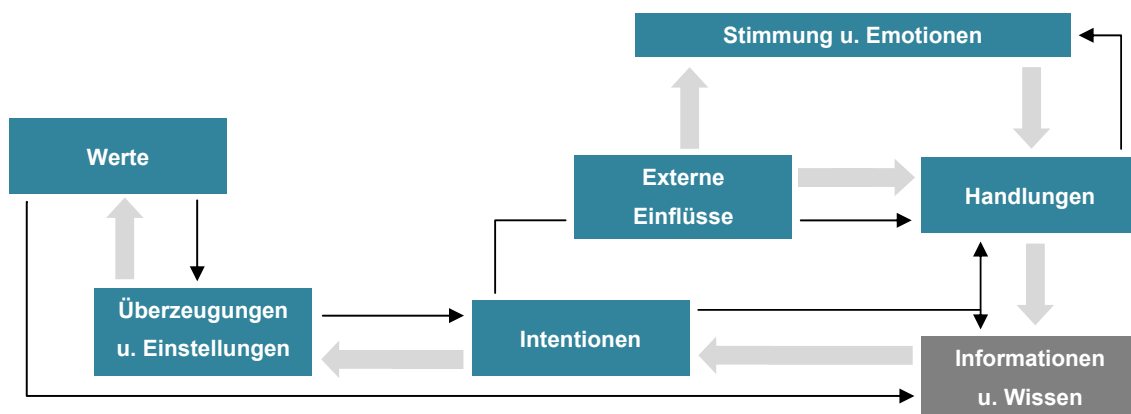 Stimmung u. Emotionen
Werte
Externe
Einflüsse
Handlungen
Überzeugungen
u. Einstellungen
Intentionen
Informationen
u. Wissen